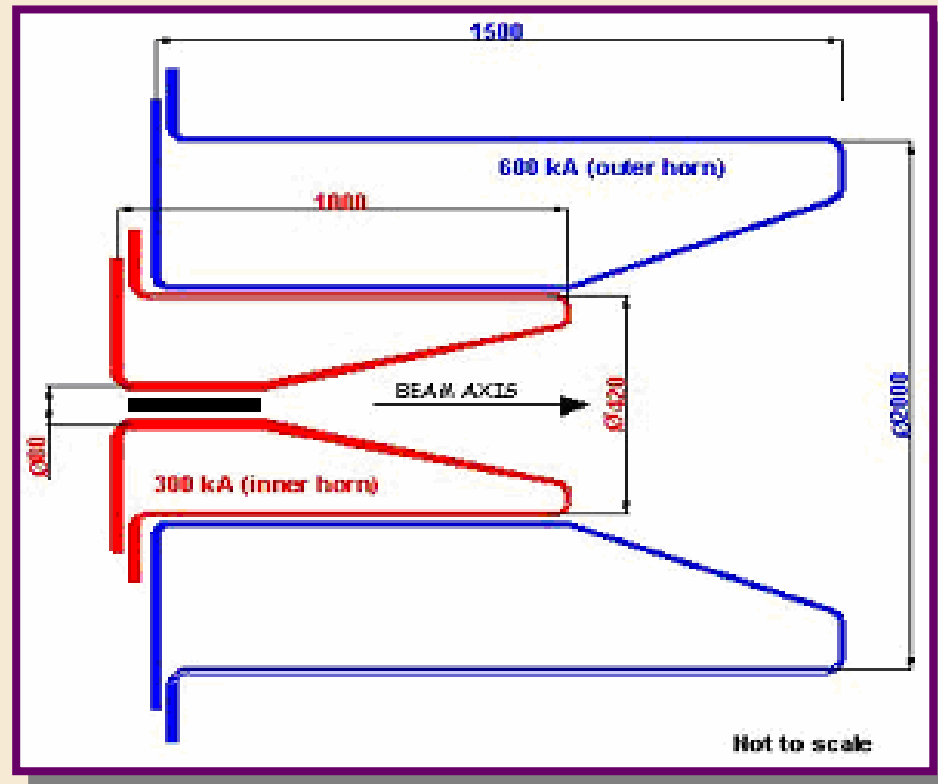 1500
600 kA (outer horn)
1000
BEAM AXIS
Ø420
Ø80
300 kA (inner horn)
Ø2000
Not to scale